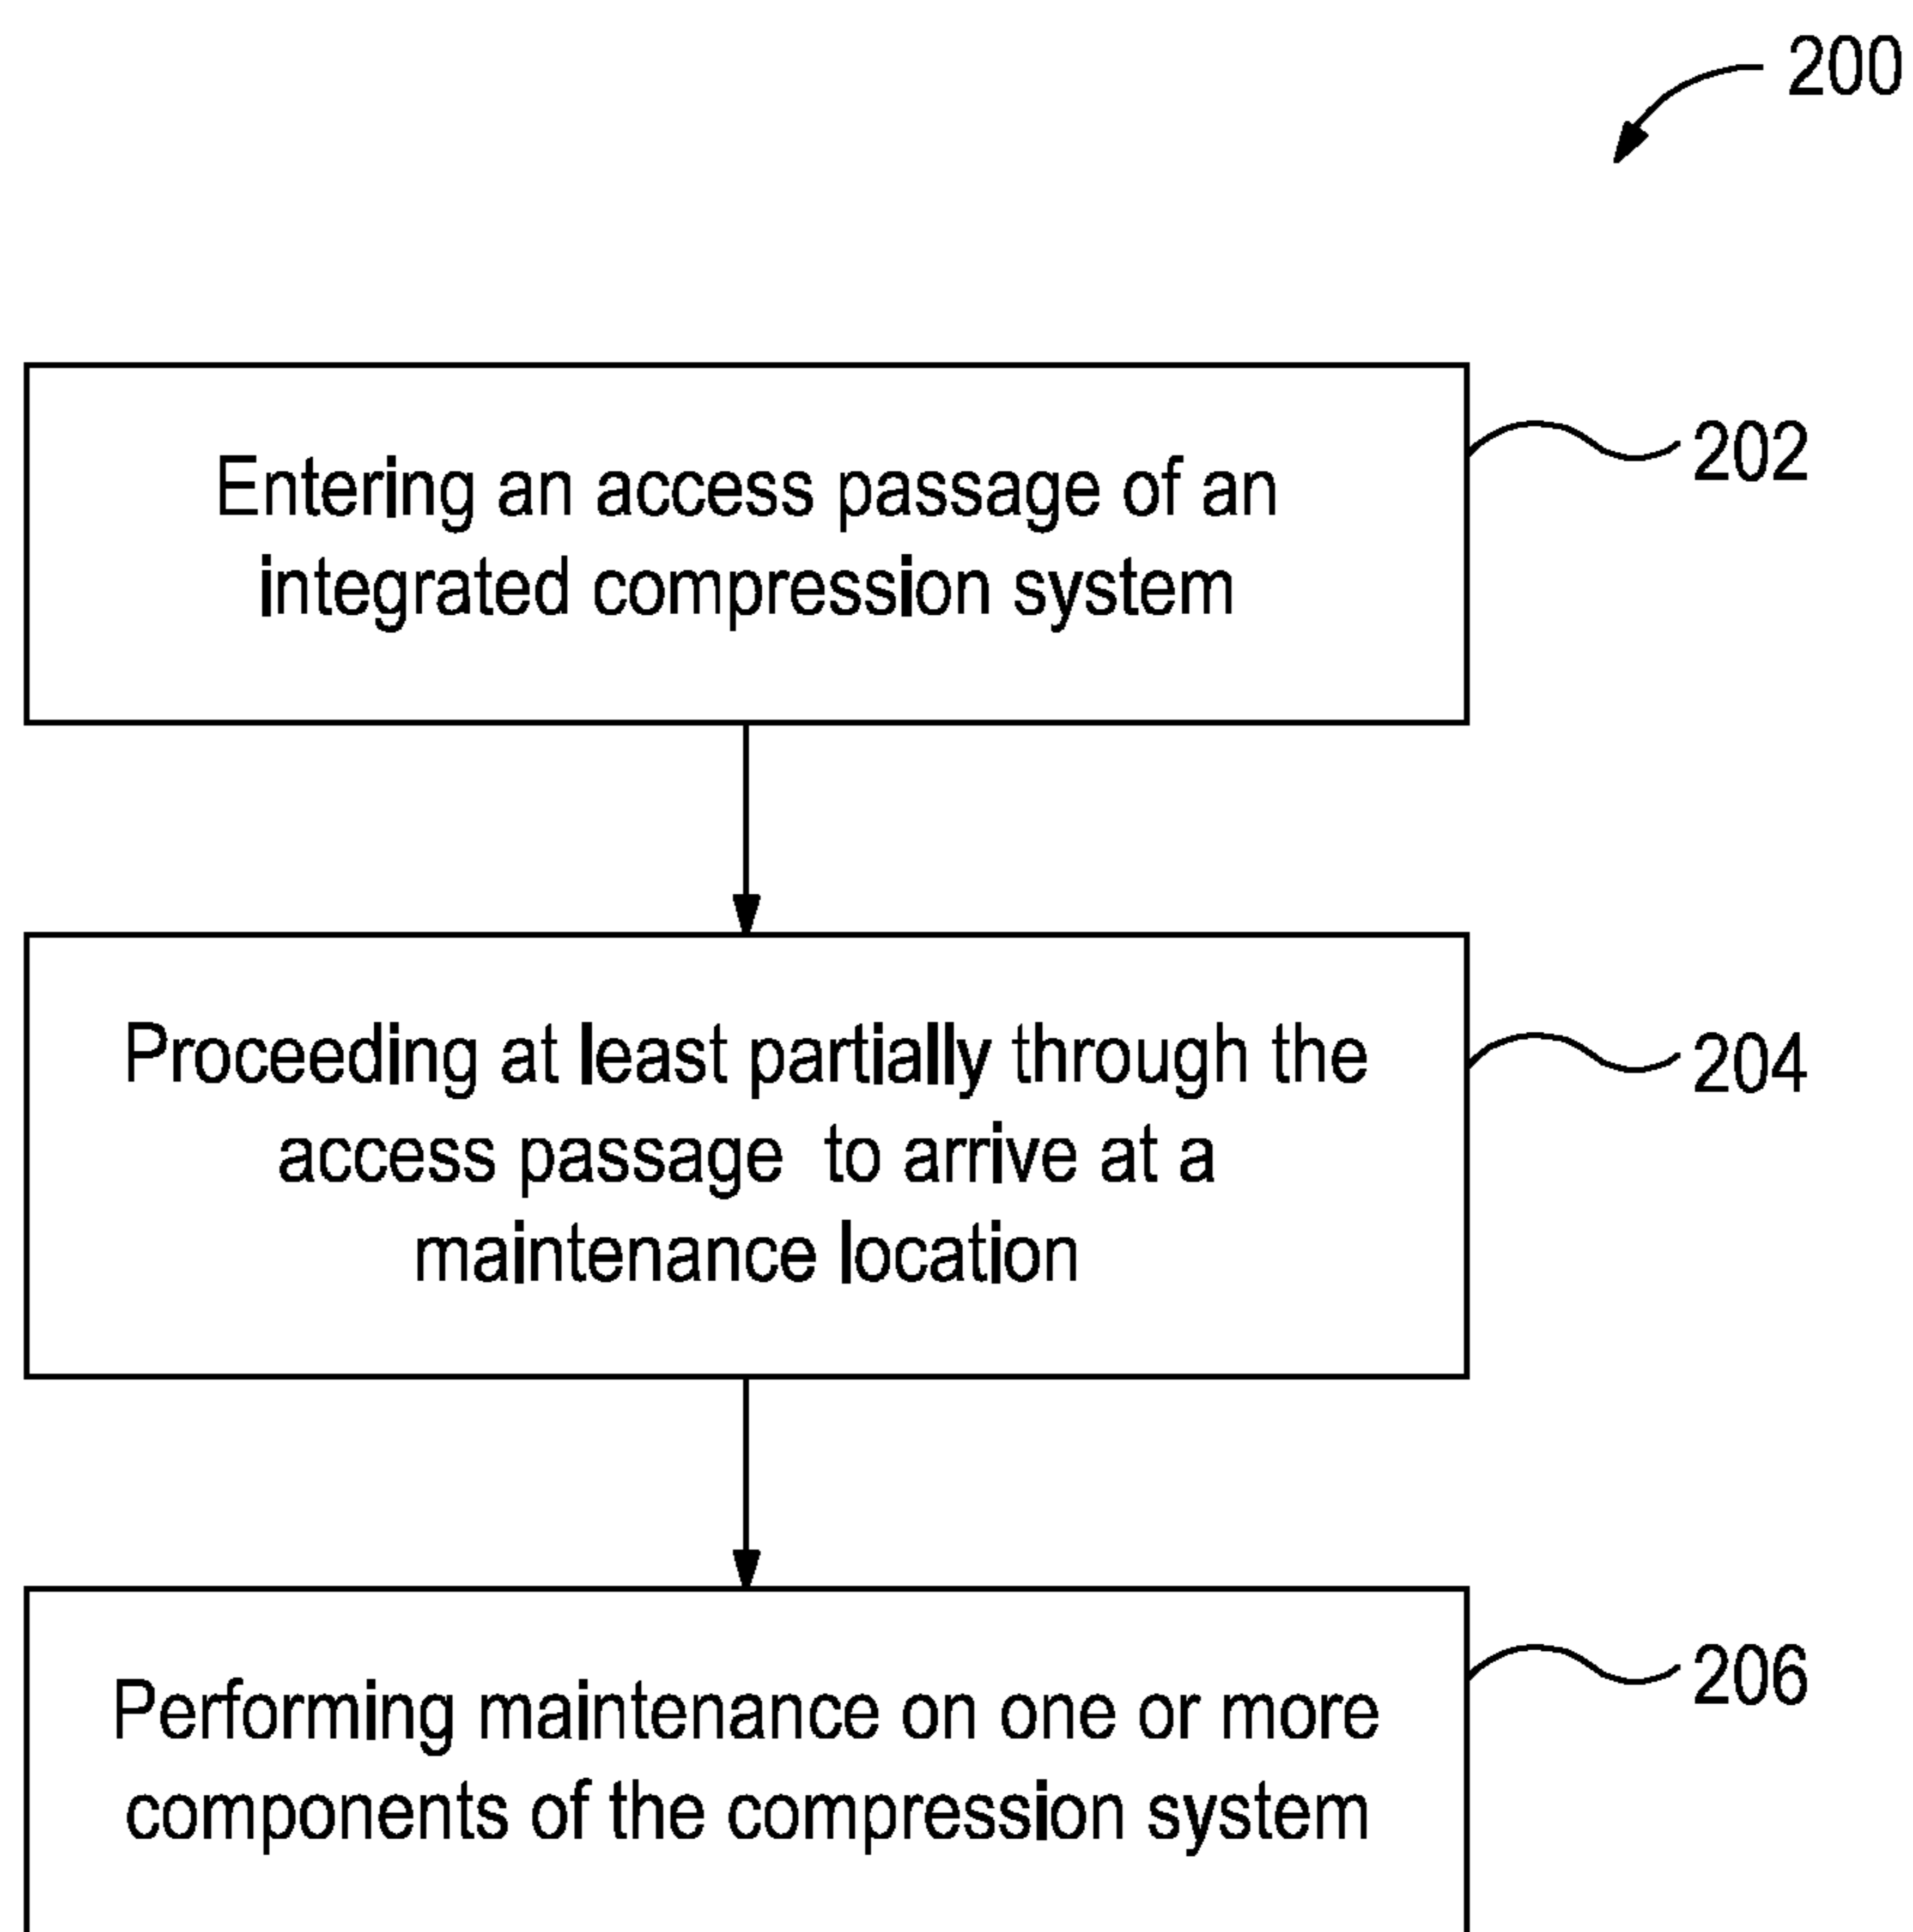 200
Entering an access passage of an
integrated compression system
202
Proceeding at least partially through the
access passage to arrive at a
maintenance location
204
Performing maintenance on one or more
components of the compression system
206